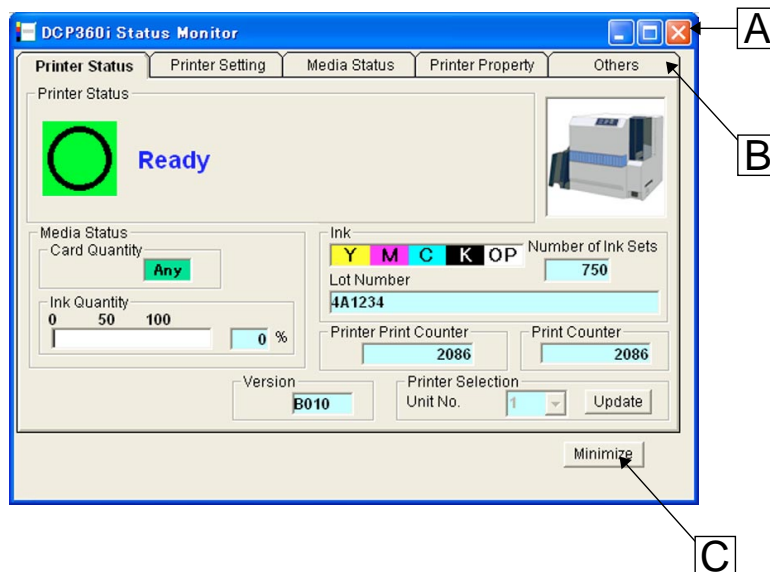 DCP360i Status Monitor
A
Printer Status Printer Setting Media Status Printer Property Others
B
Printer Status
Ready
Media Status
Card Quantity
Any
Ink Quantity
0 50 100
0 %
Ink
Y M C K OP
Number of Ink Sets
750
Lot Number
4A1234
Printer Print Counter
2086
Print Counter
2086
Version
B010
Printer Selection
Unit No. 1 Update
Minimize
C